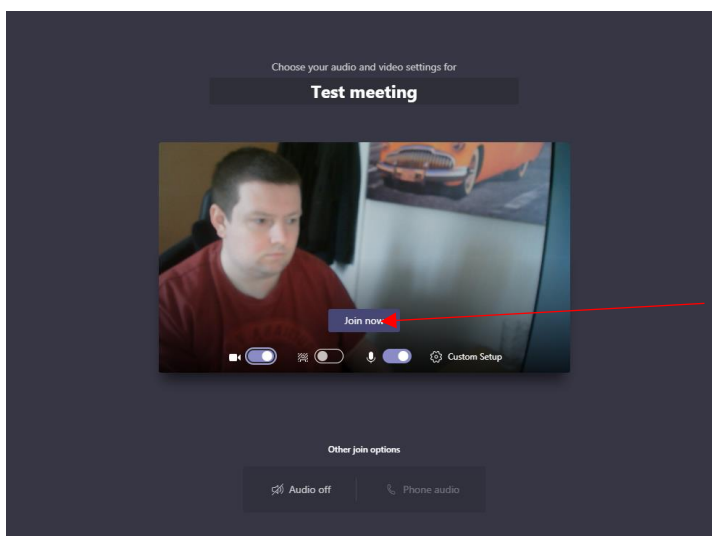 Choose your audio and video settings for
Test meeting
Join now
Custom Setup
Other join options
Audio off
Phone audio